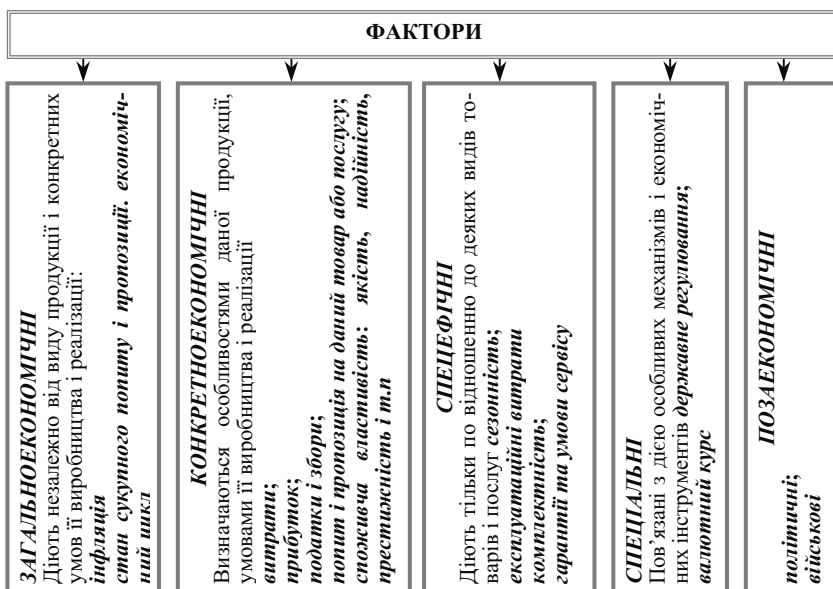 ФАКТОРИ
ЗАГАЛЬНОЕКОНОМІЧНІ
Діють незалежно від виду продукції і конкретних
умов її виробництва і реалізації:
інфляція
стан сукупного попиту і пропозиції. економіч-
ний цикл
КОНКРЕТНОЕКОНОМІЧНІ
Визначаються особливостями даної продукції,
умовами її виробництва і реалізації
витрати;
прибуток;
податки і збори;
попит і пропозиція на даний товар або послугу;
споживча властивість: якість, надійність,
престижність і т.п
СПЕЦЕФІЧНІ
Діють тільки по відношенню до деяких видів то-
варів і послуг сезонність;
експлуатаційні витрати
комплектність;
гарантії та умови сервісу
СПЕЦІАЛЬНІ
Пов’язані з дією особливих механізмів і економіч-
них інструментів державне регулювання;
валютний курс
ПОЗАЕКОНОМІЧНІ
політичні;
військові